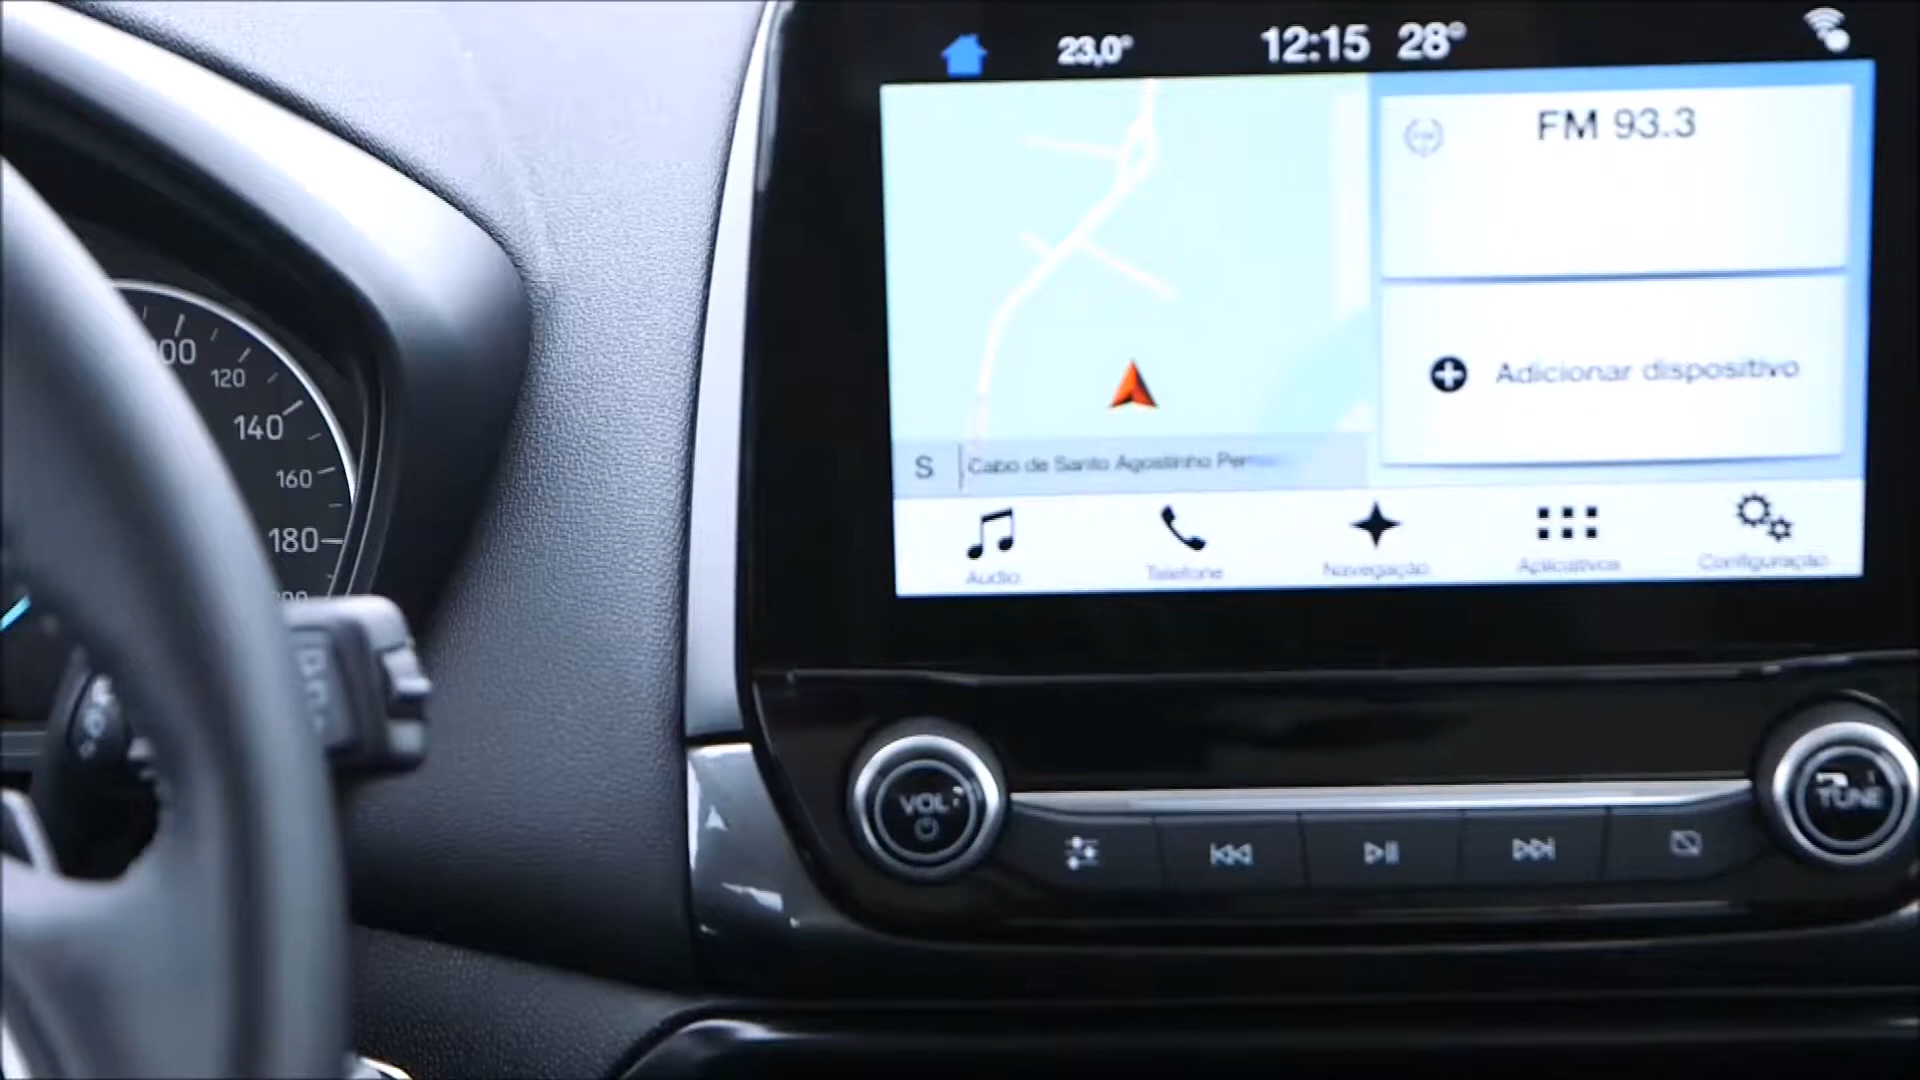 23,0°
12:15
28°
FM 93.3
Adicionar dispositivo
S
Cabo de Santo Agostinho
Audio
Telefone
Navegação
Aplicativos
Configuração
120
140
160
180
VOL
TUNE